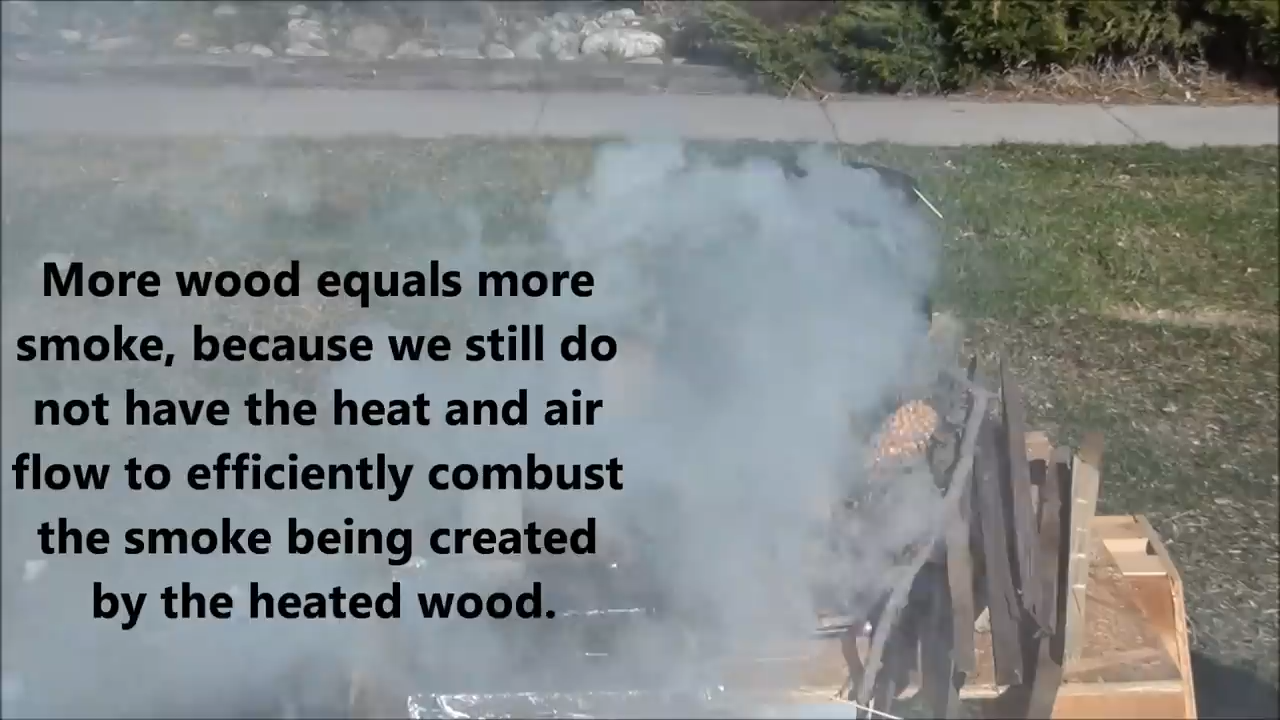 More wood equals more
smoke, because we still do
not have the heat and air
flow to efficiently combust
the smoke being created
by the heated wood.